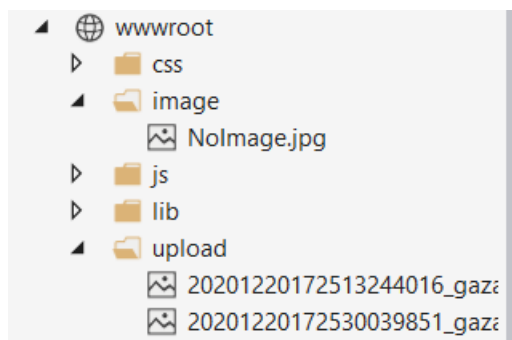 wwwroot
css
image
NoImage.jpg
js
lib
upload
20201220172513244016_gaza
20201220172530039851_gaza